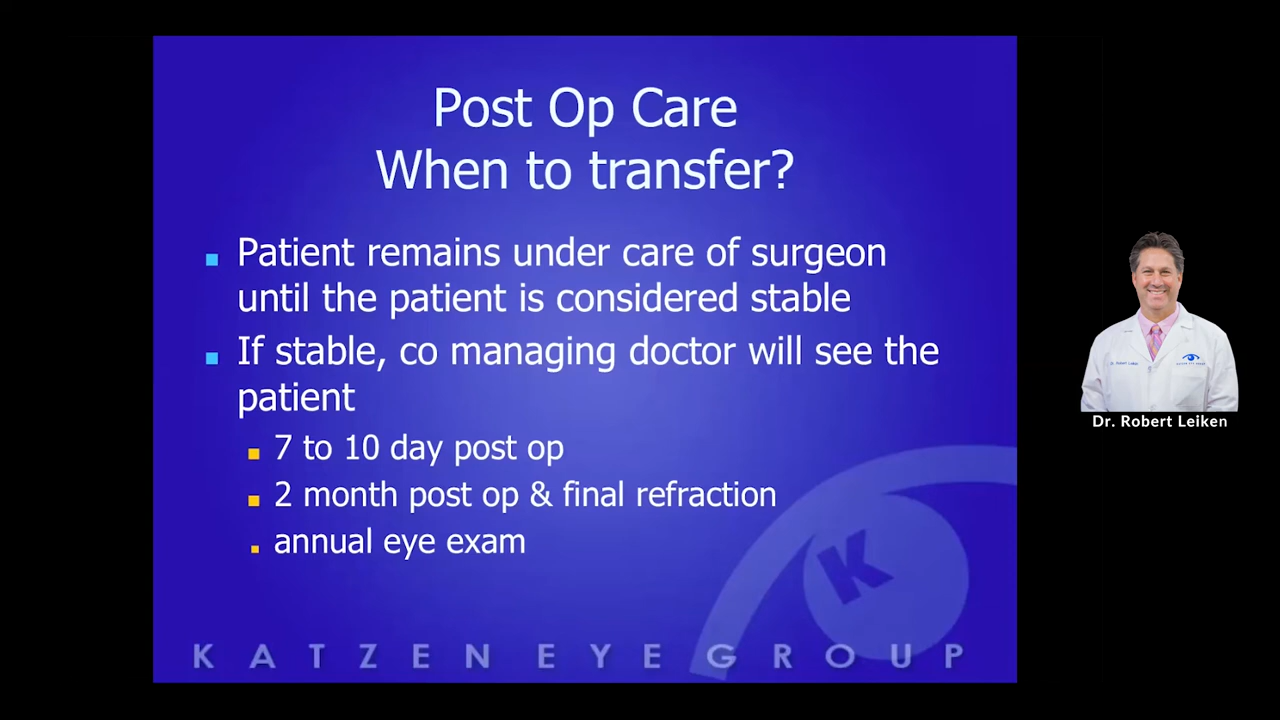 Post Op Care
When to transfer?
Patient remains under care of surgeon
until the patient is considered stable
If stable, co managing doctor will see the
patient
7 to 10 day post op
2 month post op & final refraction
annual eye exam
K
KATZEN EYE GROUP
Dr. Robert Leiken